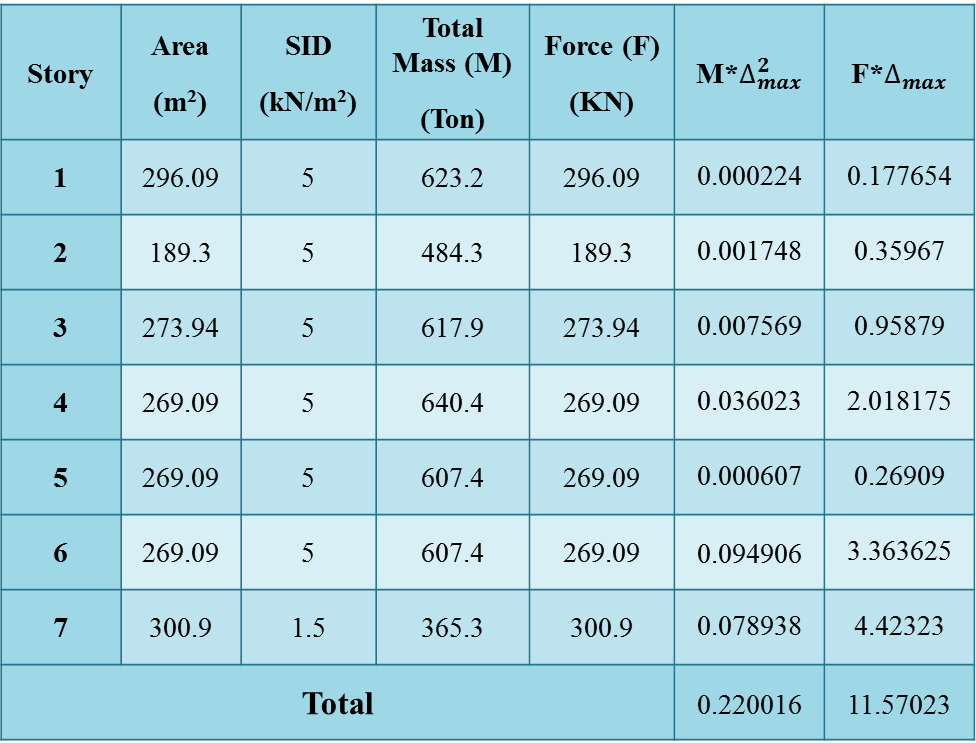 Story Area (m²) SID (kN/m²) Total Mass (M) (Ton) Force (F) (KN) M*Δ²max F*Δmax
1 296.09 5 623.2 296.09 0.000224 0.177654
2 189.3 5 484.3 189.3 0.001748 0.35967
3 273.94 5 617.9 273.94 0.007569 0.95879
4 269.09 5 640.4 269.09 0.036023 2.018175
5 269.09 5 607.4 269.09 0.000607 0.26909
6 269.09 5 607.4 269.09 0.094906 3.363625
7 300.9 1.5 365.3 300.9 0.078938 4.42323
Total 0.220016 11.57023